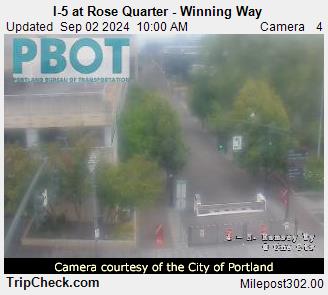 I-5 at Rose Quarter - Winning Way
Updated Sep 02 2024 10:00 AM Camera 4
PBOT
PORTLAND BUREAU OF TRANSPORTATION
Camera courtesy of the City of Portland
TripCheck.com Milepost302.00